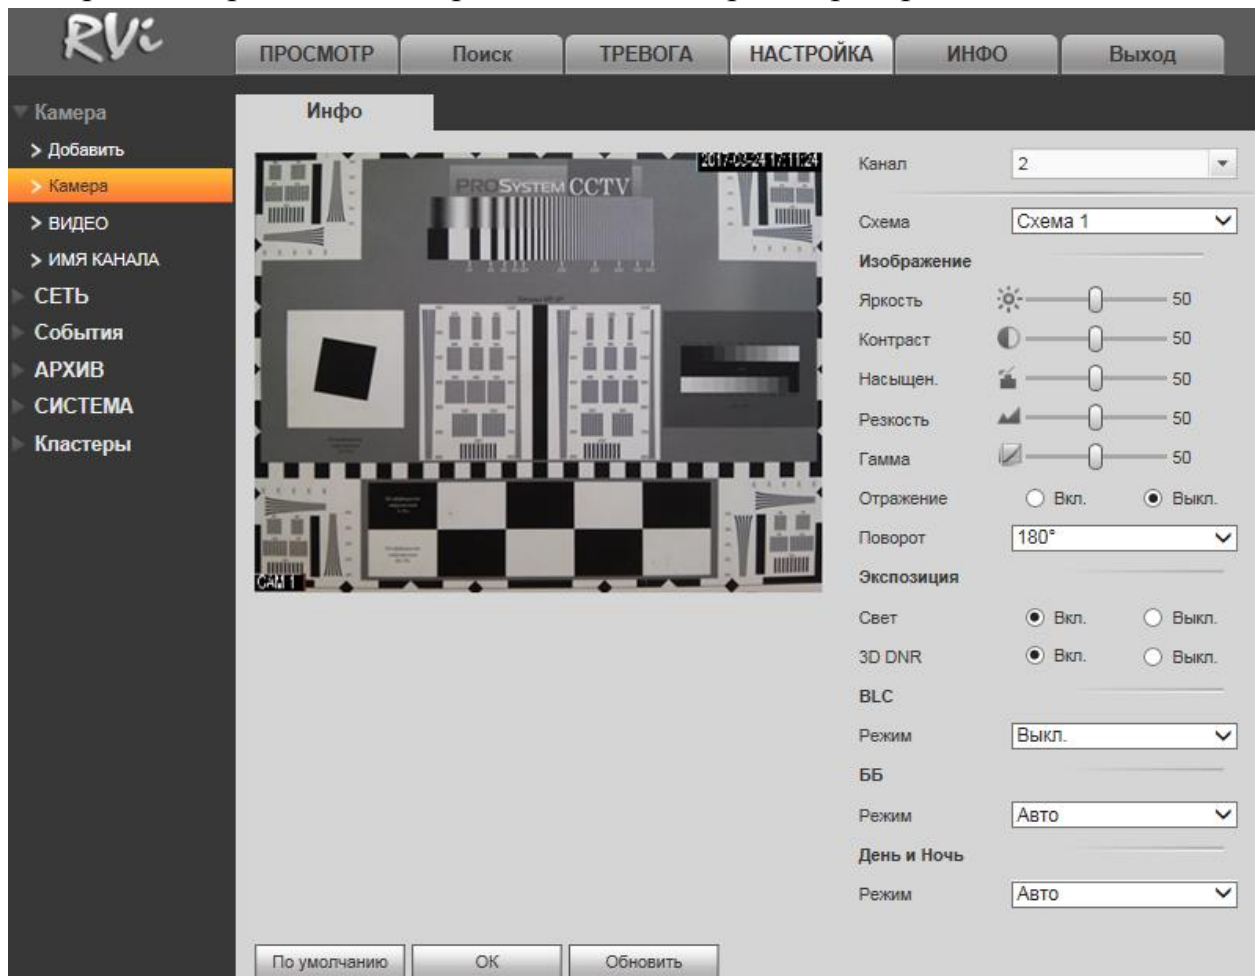 RVi
ПРОСМОТР Поиск ТРЕВОГА НАСТРОЙКА ИНФО Выход
Камера
> Добавить
> Камера
> ВИДЕО
> ИМЯ КАНАЛА
СЕТЬ
События
АРХИВ
СИСТЕМА
Кластеры
Инфо
2017-03-24 17:11:24
PROSYSTEM CCTV
CAM 1
Канал 2
Схема Схема 1
Изображение
Яркость 50
Контраст 50
Насыщен. 50
Резкость 50
Гамма 50
Отражение Вкл. Выкл.
Поворот 180°
Экспозиция
Свет Вкл. Выкл.
3D DNR Вкл. Выкл.
BLC
Режим Выкл.
ББ
Режим Авто
День и Ночь
Режим Авто
По умолчанию ОК Обновить